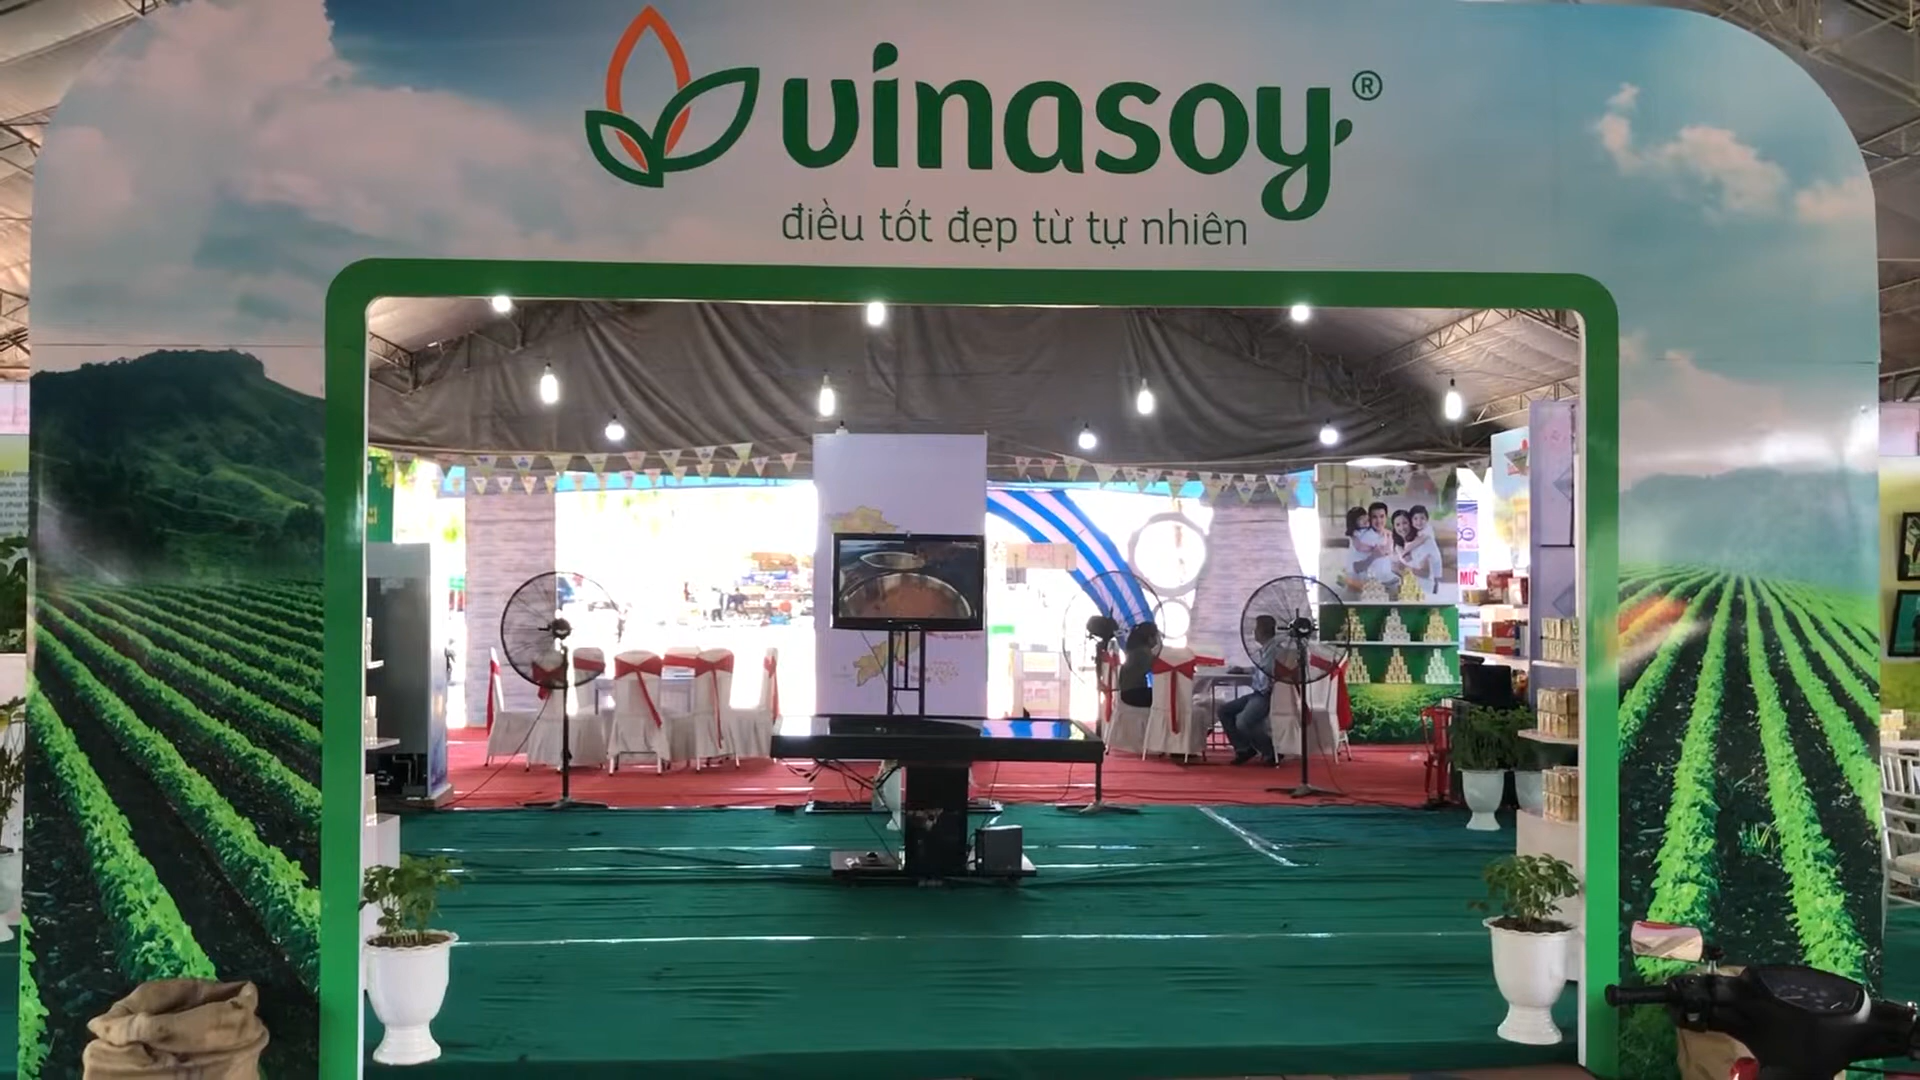 vinasoy®
điều tốt đẹp từ tự nhiên